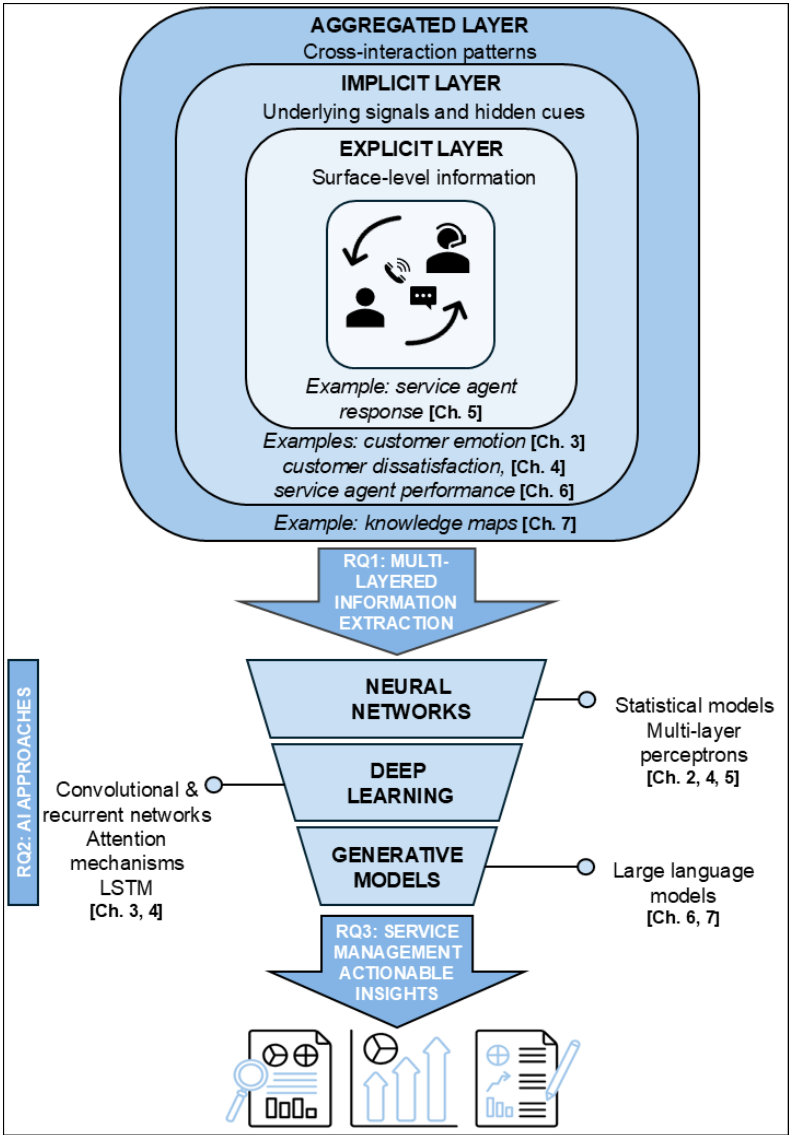 AGGREGATED LAYER
Cross-interaction patterns
IMPLICIT LAYER
Underlying signals and hidden cues
EXPLICIT LAYER
Surface-level information
Example: service agent
response [Ch. 5]
Examples: customer emotion [Ch. 3]
customer dissatisfaction, [Ch. 4]
service agent performance [Ch. 6]
Example: knowledge maps [Ch. 7]
RQ1: MULTI-
LAYERED
INFORMATION
EXTRACTION
RQ2: AI APPROACHES
NEURAL
NETWORKS
Statistical models
Multi-layer
perceptrons
[Ch. 2, 4, 5]
DEEP
LEARNING
Convolutional &
recurrent networks
Attention
mechanisms
LSTM
[Ch. 3, 4]
GENERATIVE
MODELS
Large language
models
[Ch. 6, 7]
RQ3: SERVICE
MANAGEMENT
ACTIONABLE
INSIGHTS